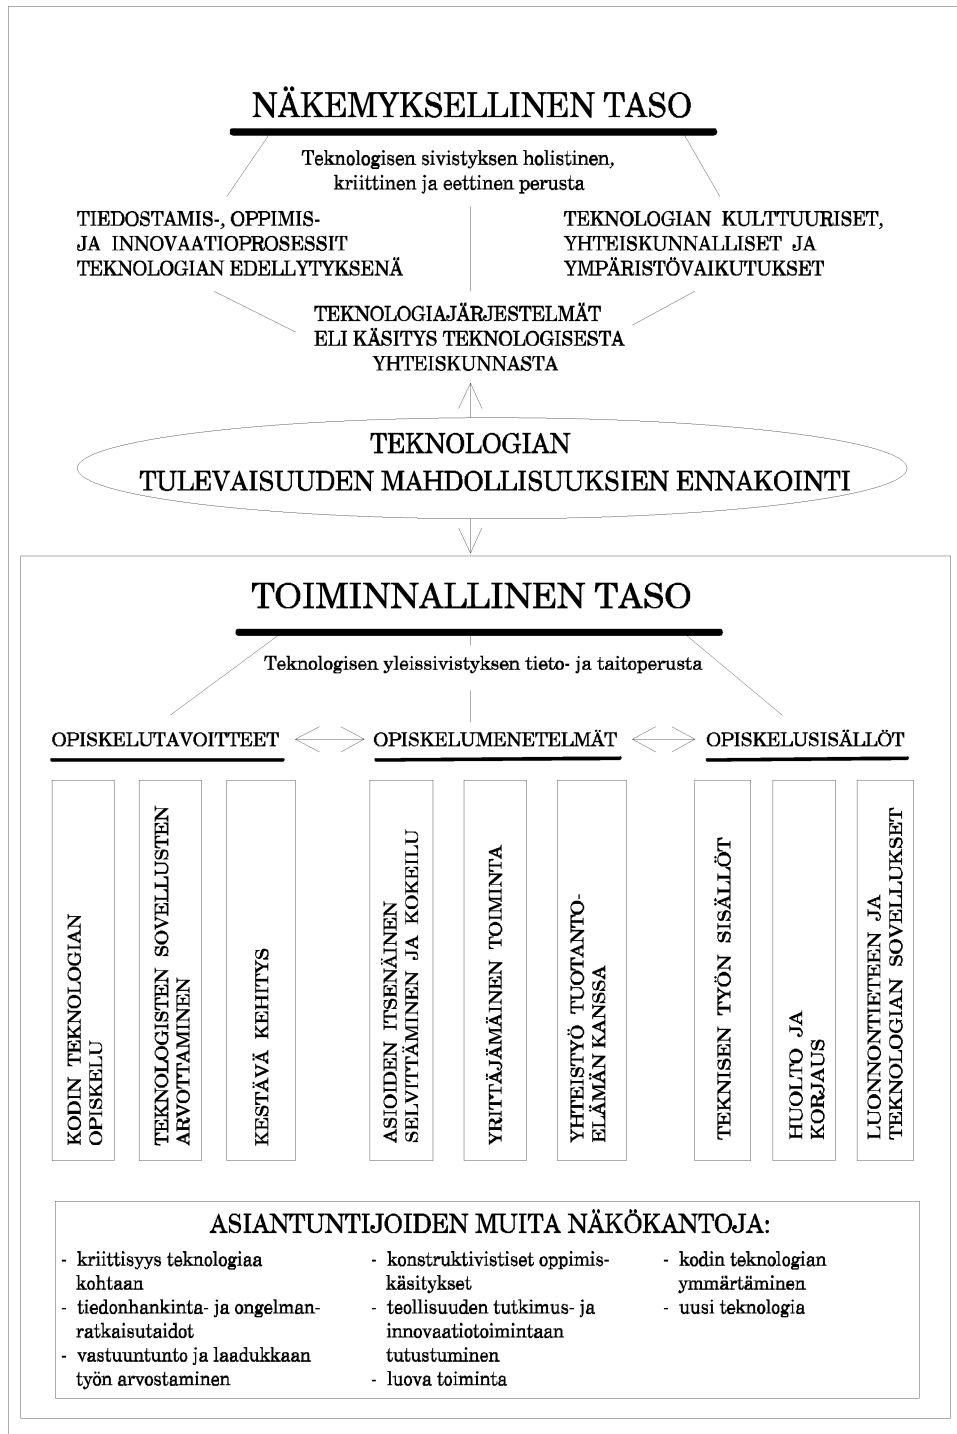 NÄKEMYKSELLINEN TASO
Teknologisen sivistyksen holistinen,
kriittinen ja eettinen perusta
TIEDOSTAMIS-, OPPIMIS-
JA INNOVAATIOPROSESSIT
TEKNOLOGIAN EDELLYTYKSENÄ
TEKNOLOGIAN KULTTUURISET,
YHTEISKUNNALLISET JA
YMPÄRISTÖVAIKUTUKSET
TEKNOLOGIAJÄRJESTELMÄT
ELI KÄSITYS TEKNOLOGISESTA
YHTEISKUNNASTA
TEKNOLOGIAN
TULEVAISUUDEN MAHDOLLISUUKSIEN ENNAKOINTI
TOIMINNALLINEN TASO
Teknologisen yleissivistyksen tieto- ja taitoperusta
OPISKELUTAVOITTEET
OPISKELUMENETELMÄT
OPISKELUSISÄLLÖT
KODIN TEKNOLOGIAN
OPISKELU
TEKNOLOGISTEN SOVELLUSTEN
ARVOTTAMINEN
KESTÄVÄ KEHITYS
ASIOIDEN ITSENÄINEN
SELVITTÄMINEN JA KOKEILU
YRITTÄJÄMÄINEN TOIMINTA
YHTEISTYÖ TUOTANTO-
ELÄMÄN KANSSA
TEKNISEN TYÖN SISÄLLÖT
HUOLTO JA
KORJAUS
LUONNONTIETEEN JA
TEKNOLOGIAN SOVELLUKSET
ASIANTUNTIJOIDEN MUITA NÄKÖKANTOJA:
- kriittisyys teknologiaa
kohtaan
- tiedonhankinta- ja ongelman-
ratkaisutaidot
- vastuuntunto ja laadukkaan
työn arvostaminen
- konstruktivistiset oppimis-
käsitykset
- teollisuuden tutkimus- ja
innovaatiotoimintaan
tutustuminen
- luova toiminta
- kodin teknologian
ymmärtäminen
- uusi teknologia